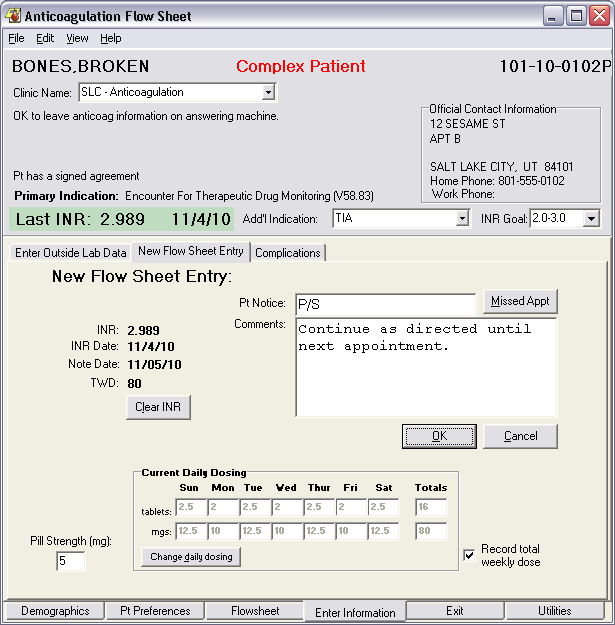 Anticoagulation Flow Sheet
File Edit View Help
BONES,BROKEN Complex Patient 101-10-0102P
Clinic Name: SLC - Anticoagulation
OK to leave anticoag information on answering machine.
Official Contact Information
12 SESAME ST
APT B
SALT LAKE CITY, UT 84101
Home Phone: 801-555-0102
Work Phone:
Pt has a signed agreement
Primary Indication: Encounter For Therapeutic Drug Monitoring (V58.83)
Last INR: 2.989 11/4/10 Add'l Indication: TIA INR Goal: 2.0-3.0
Enter Outside Lab Data New Flow Sheet Entry Complications
New Flow Sheet Entry:
Pt Notice: P/S Missed Appt
Comments: Continue as directed until
next appointment.
INR: 2.989
INR Date: 11/4/10
Note Date: 11/05/10
TWD: 80
Clear INR
OK Cancel
Current Daily Dosing
Sun Mon Tue Wed Thur Fri Sat Totals
tablets: 2.5 2 2.5 2 2.5 2 2.5 16
mgs: 12.5 10 12.5 10 12.5 10 12.5 80
Change daily dosing
Pill Strength (mg):
5
Record total
weekly dose
Demographics Pt Preferences Flowsheet Enter Information Exit Utilities